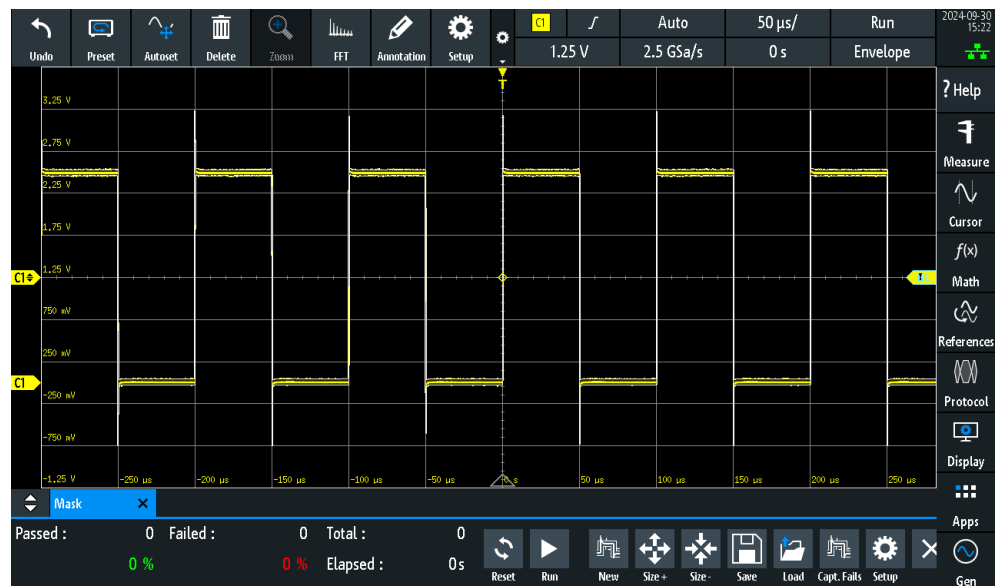 Undo
Preset
Autoset
Delete
Zoom
FFT
Annotation
Setup
C1
Auto
50 µs/
Run
1.25 V
2.5 GSa/s
0 s
Envelope
2024-09-30
15:22
T
3.25 V
2.75 V
2.25 V
1.75 V
C1
1.25 V
750 mV
250 mV
C1
-250 mV
-750 mV
-1.25 V
-250 µs
-200 µs
-150 µs
-100 µs
-50 µs
0 s
50 µs
100 µs
150 µs
200 µs
250 µs
? Help
Measure
Cursor
f(x)
Math
References
Protocol
Display
Apps
Gen
Mask
Passed : 0 Failed : 0 Total : 0
0 % 0 % Elapsed : 0 s
Reset
Run
New
Size +
Size -
Save
Load
Capt. Fails
Setup